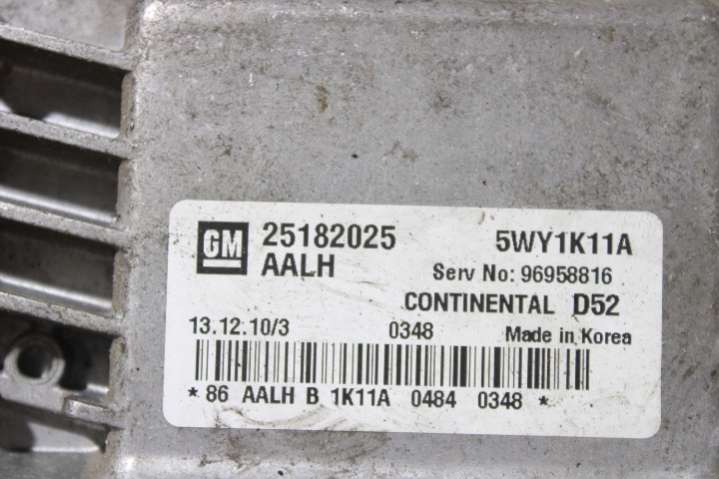 GM 25182025 5WY1K11A
AALH Serv No: 96958816
CONTINENTAL D52
13.12.10/3 0348 Made in Korea
* 86 AALH B 1K11A 0484 0348 *